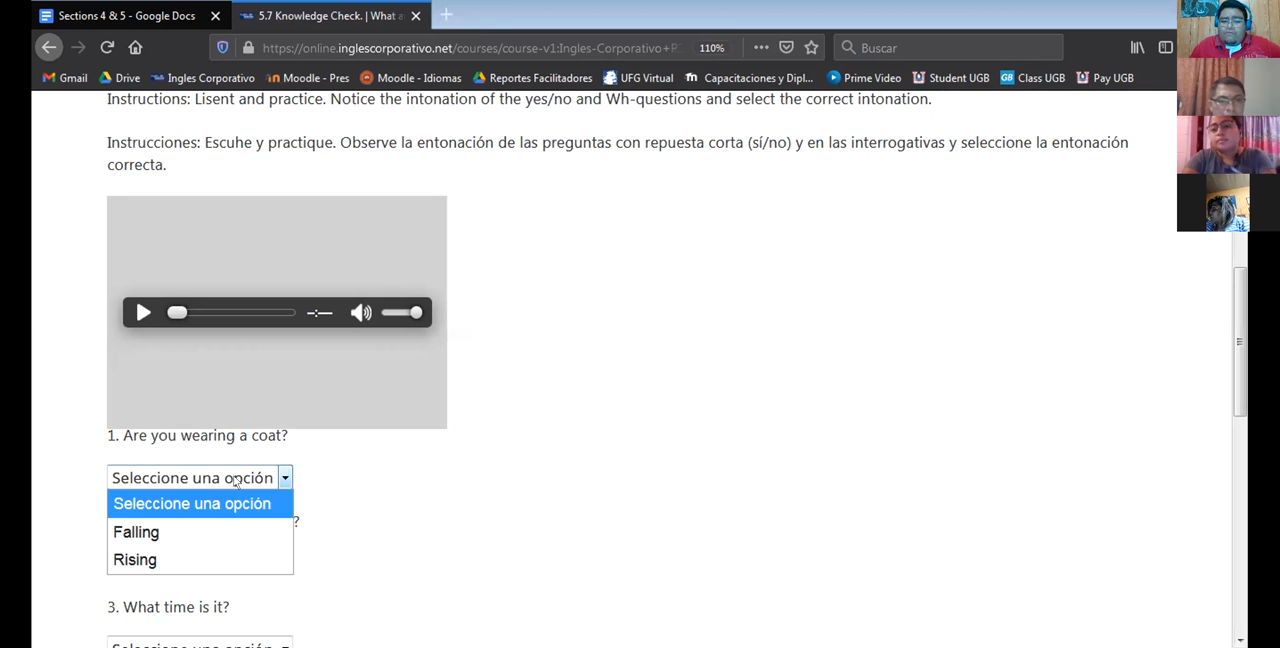 Sections 4 & 5 - Google Docs
5.7 Knowledge Check. | What a
https://online.inglescorporativo.net/courses/course-v1:Ingles-Corporativo+P
110%
Buscar
Gmail
Drive
Ingles Corporativo
Moodle - Pres
Moodle - Idiomas
Reportes Facilitadores
UFG Virtual
Capacitaciones y Dipl...
Prime Video
Student UGB
Class UGB
Pay UGB
Instructions: Lisent and practice. Notice the intonation of the yes/no and Wh-questions and select the correct intonation.
Instrucciones: Escuhe y practique. Observe la entonación de las preguntas con repuesta corta (sí/no) y en las interrogativas y seleccione la entonación
correcta.
-:--
1. Are you wearing a coat?
Seleccione una opción
Seleccione una opción
?
Falling
Rising
3. What time is it?
Seleccione una opción